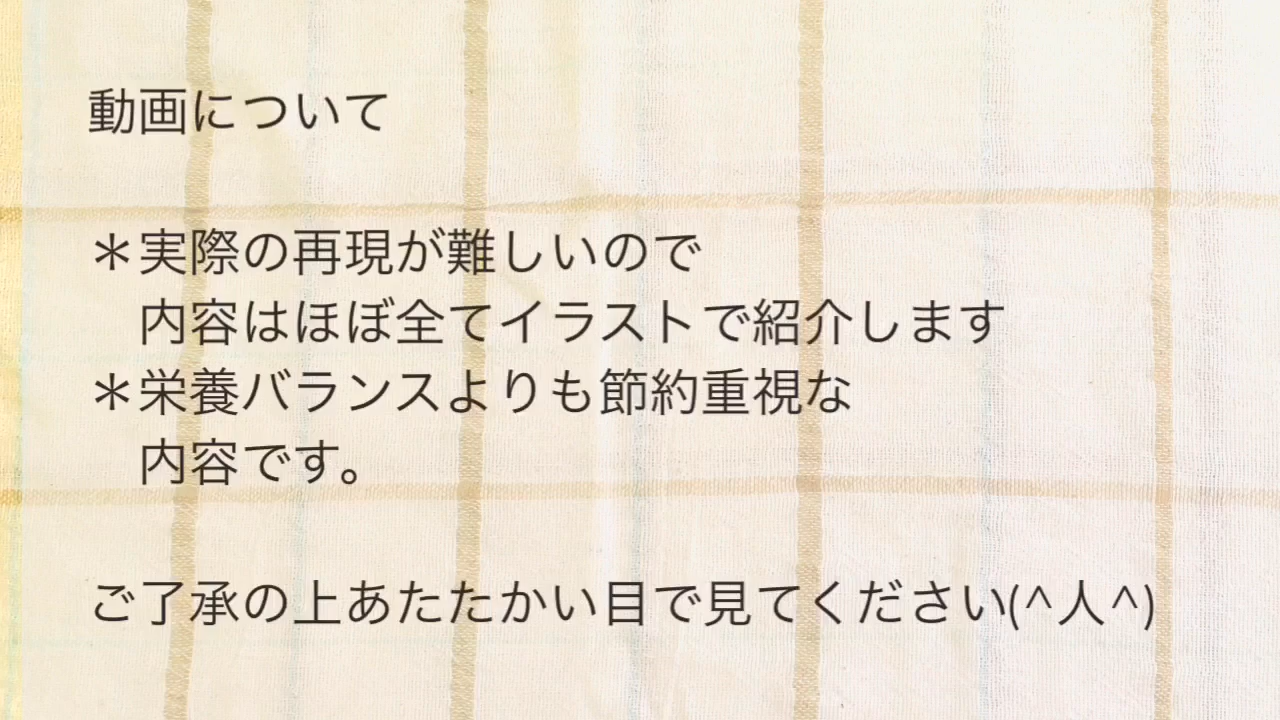 動画について
＊実際の再現が難しいので
内容はほぼ全てイラストで紹介します
＊栄養バランスよりも節約重視な
内容です。
ご了承の上あたたかい目で見てください(^人^)